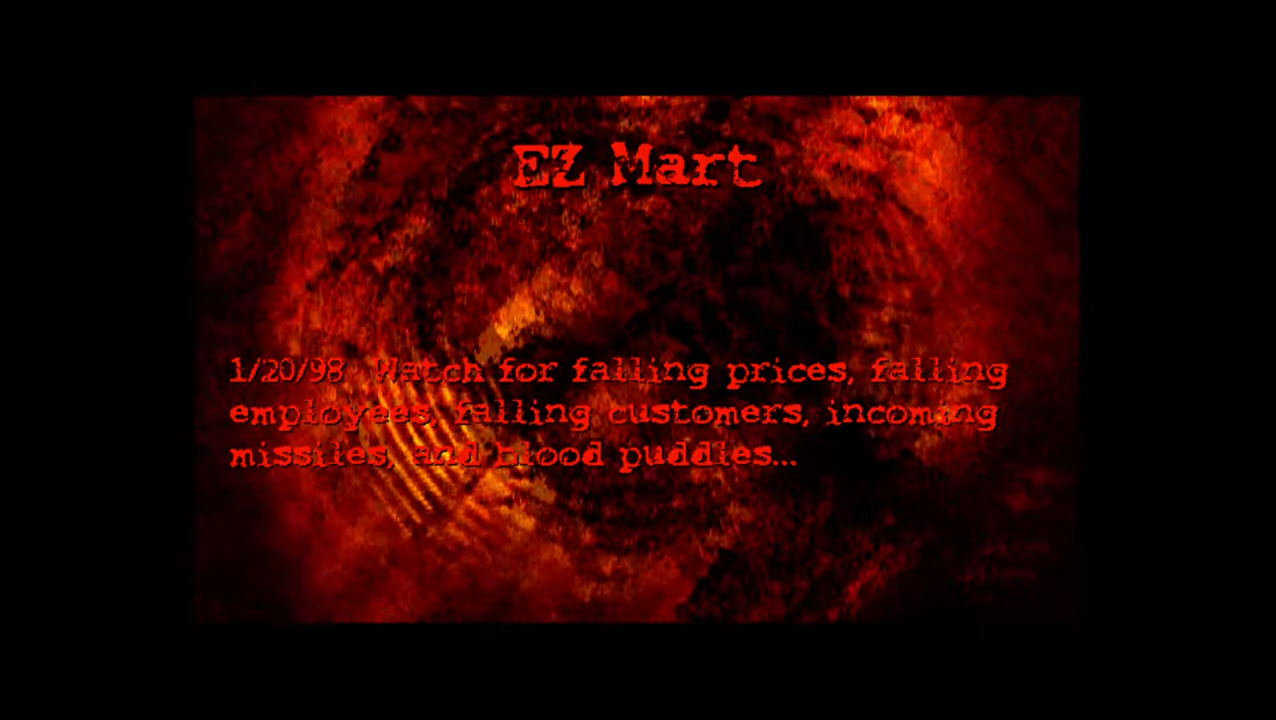 EZ Mart
1/20/98 Watch for falling prices, falling
employees, falling customers, incoming
missiles, and blood puddles...